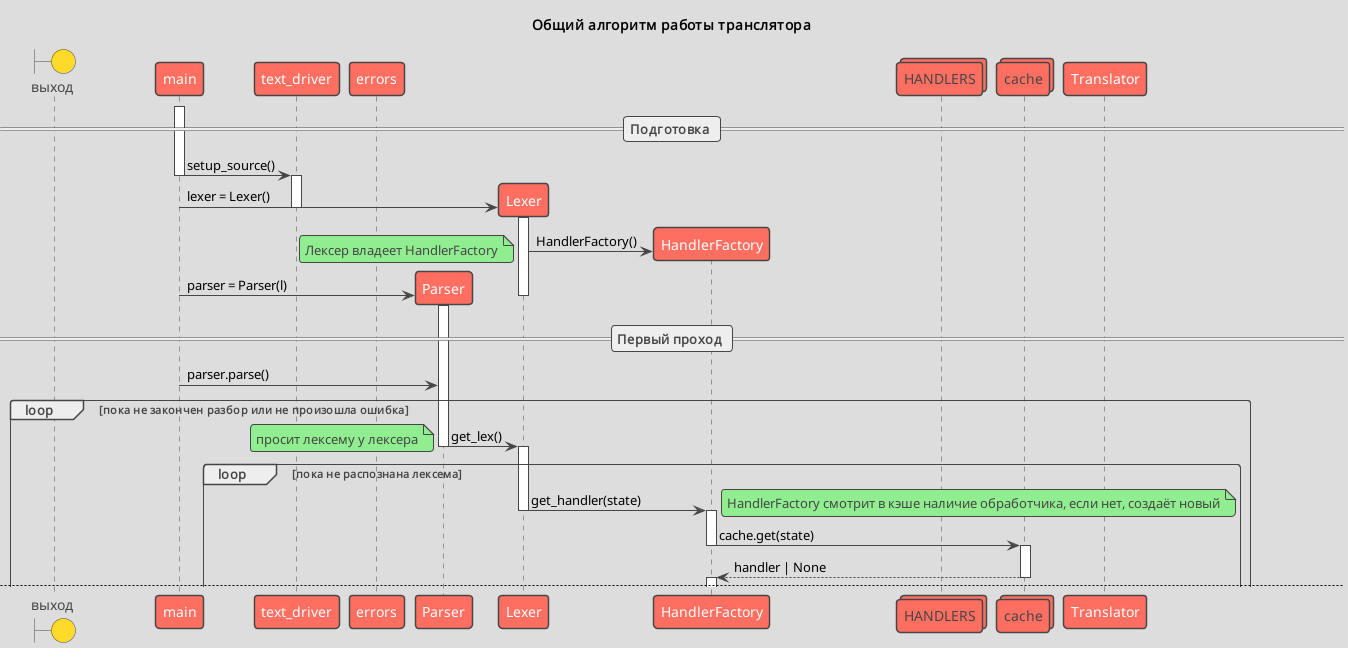 Общий алгоритм работы транслятора
выход
main
text_driver
errors
HANDLERS
cache
Translator
Подготовка
setup_source()
lexer = Lexer()
Lexer
Лексер владеет HandlerFactory
HandlerFactory()
HandlerFactory
parser = Parser(l)
Parser
Первый проход
parser.parse()
loop
[пока не закончен разбор или не произошла ошибка]
просит лексему у лексера
get_lex()
loop
[пока не распознана лексема]
get_handler(state)
HandlerFactory смотрит в кэше наличие обработчика, если нет, создаёт новый
cache.get(state)
handler | None
выход
main
text_driver
errors
Parser
Lexer
HandlerFactory
HANDLERS
cache
Translator